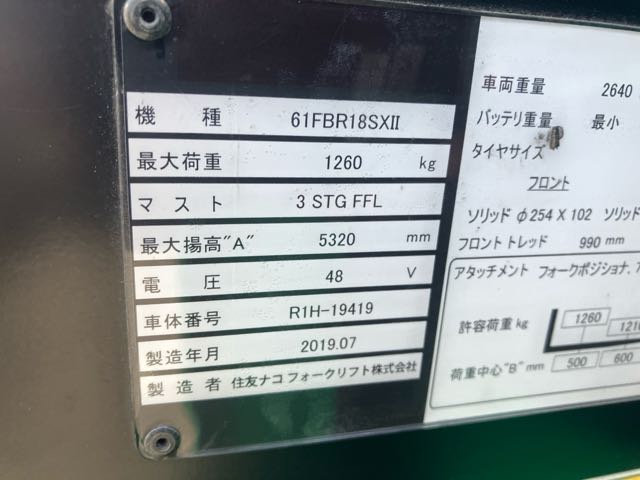 機 種 61FBR18SXII
最大荷重 1260 kg
マスト 3 STG FFL
最大揚高"A" 5320 mm
電 圧 48 V
車体番号 R1H-19419
製造年月 2019.07
製造者 住友ナコ フォークリフト株式会社
車両重量 2640
バッテリ重量 最小
タイヤサイズ
フロント
ソリッド φ254 X 102 ソリッド
フロントトレッド 990 mm
アタッチメント フォークポジショナ,
許容荷重 kg 1260
荷重中心"B" mm 500 600